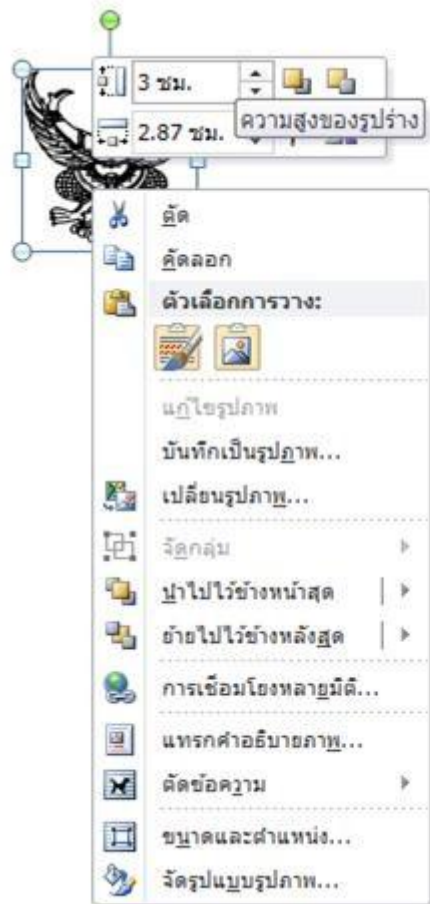 3 ซม.
ความสูงของรูปร่าง
2.87 ซม.
ตัด
คัดลอก
ตัวเลือกการวาง:
แก้ไขรูปภาพ
บันทึกเป็นรูปภาพ...
เปลี่ยนรูปภาพ...
จัดกลุ่ม
นำไปไว้ข้างหน้าสุด
ย้ายไปไว้ข้างหลังสุด
การเชื่อมโยงหลายมิติ...
แทรกคำอธิบายภาพ...
ตัดข้อความ
ขนาดและตำแหน่ง...
จัดรูปแบบรูปภาพ...